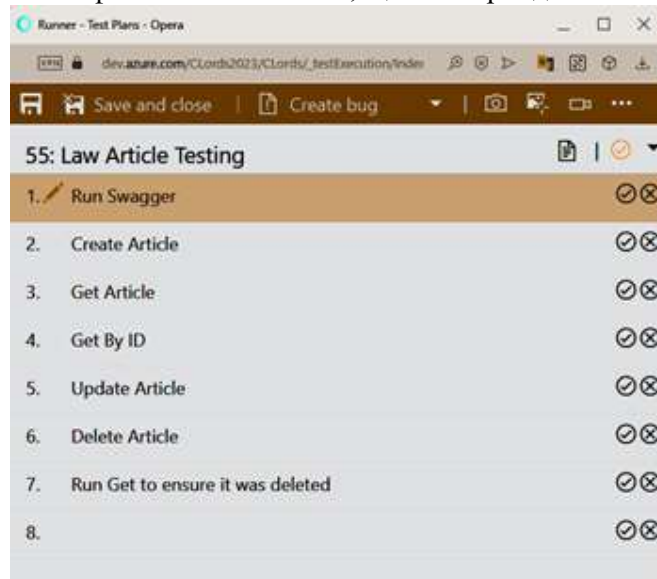 Runner - Test Plans - Opera
VPN dev.azure.com/CLords2023/CLords/_testExecution/Index
Save and close | Create bug
55: Law Article Testing
1. Run Swagger
2. Create Article
3. Get Article
4. Get By ID
5. Update Article
6. Delete Article
7. Run Get to ensure it was deleted
8.